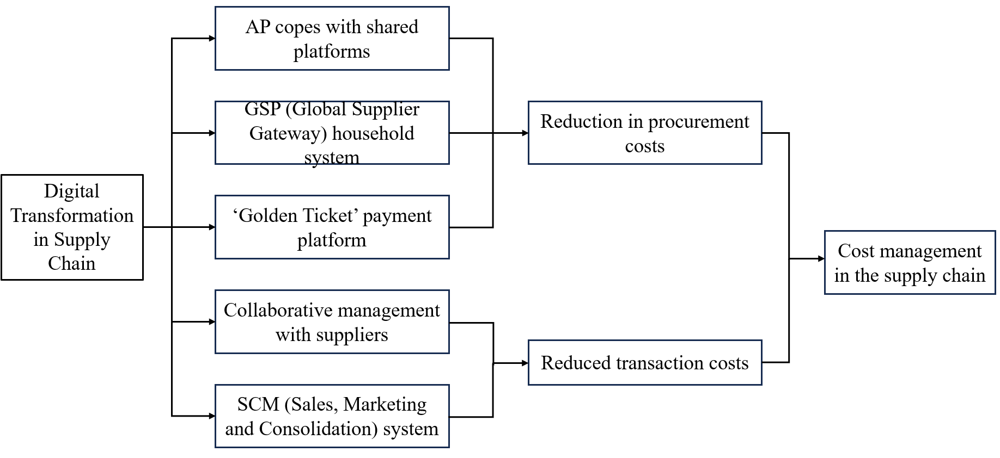 AP copes with shared
platforms
GSP (Global Supplier
Gateway) household
system
Reduction in procurement
costs
Digital
Transformation
in Supply
Chain
‘Golden Ticket’ payment
platform
Cost management
in the supply chain
Collaborative management
with suppliers
Reduced transaction costs
SCM (Sales, Marketing
and Consolidation) system